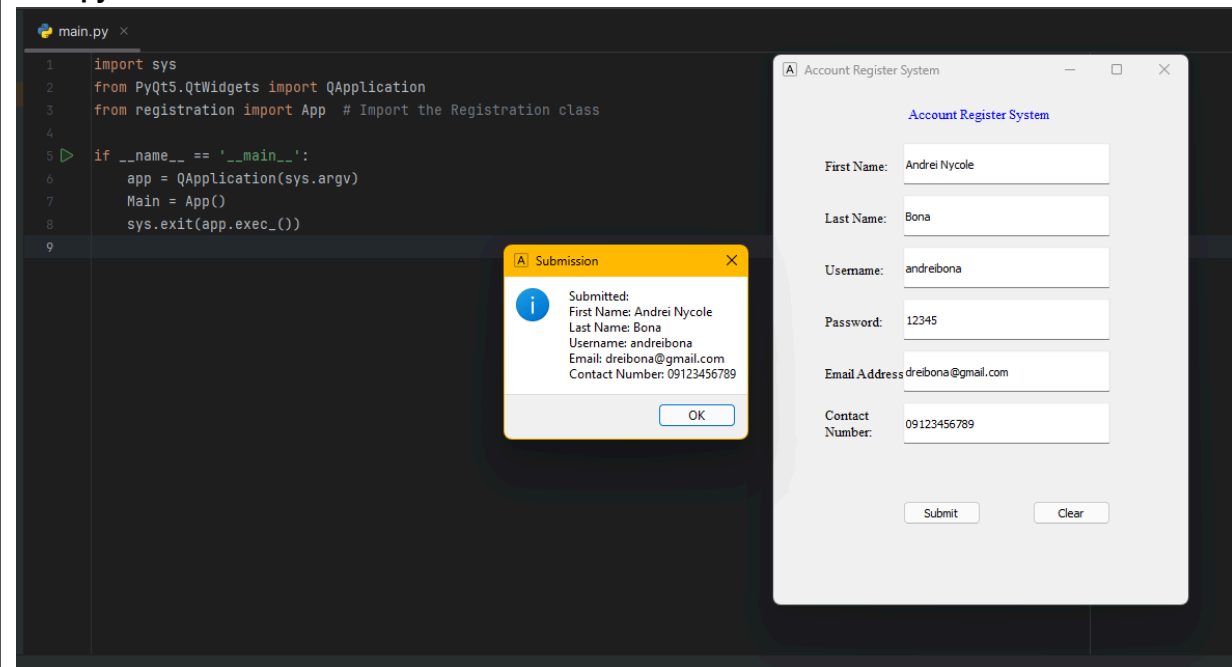 main.py ×
1 import sys
2 from PyQt5.QtWidgets import QApplication
3 from registration import App  # Import the Registration class
4
5 if __name__ == '__main__':
6     app = QApplication(sys.argv)
7     Main = App()
8     sys.exit(app.exec_())
9
A Submission
Submitted:
First Name: Andrei Nycole
Last Name: Bona
Username: andreibona
Email: dreibona@gmail.com
Contact Number: 09123456789
OK
A Account Register System
Account Register System
First Name: Andrei Nycole
Last Name: Bona
Username: andreibona
Password: 12345
Email Address dreibona@gmail.com
Contact
Number: 09123456789
Submit Clear